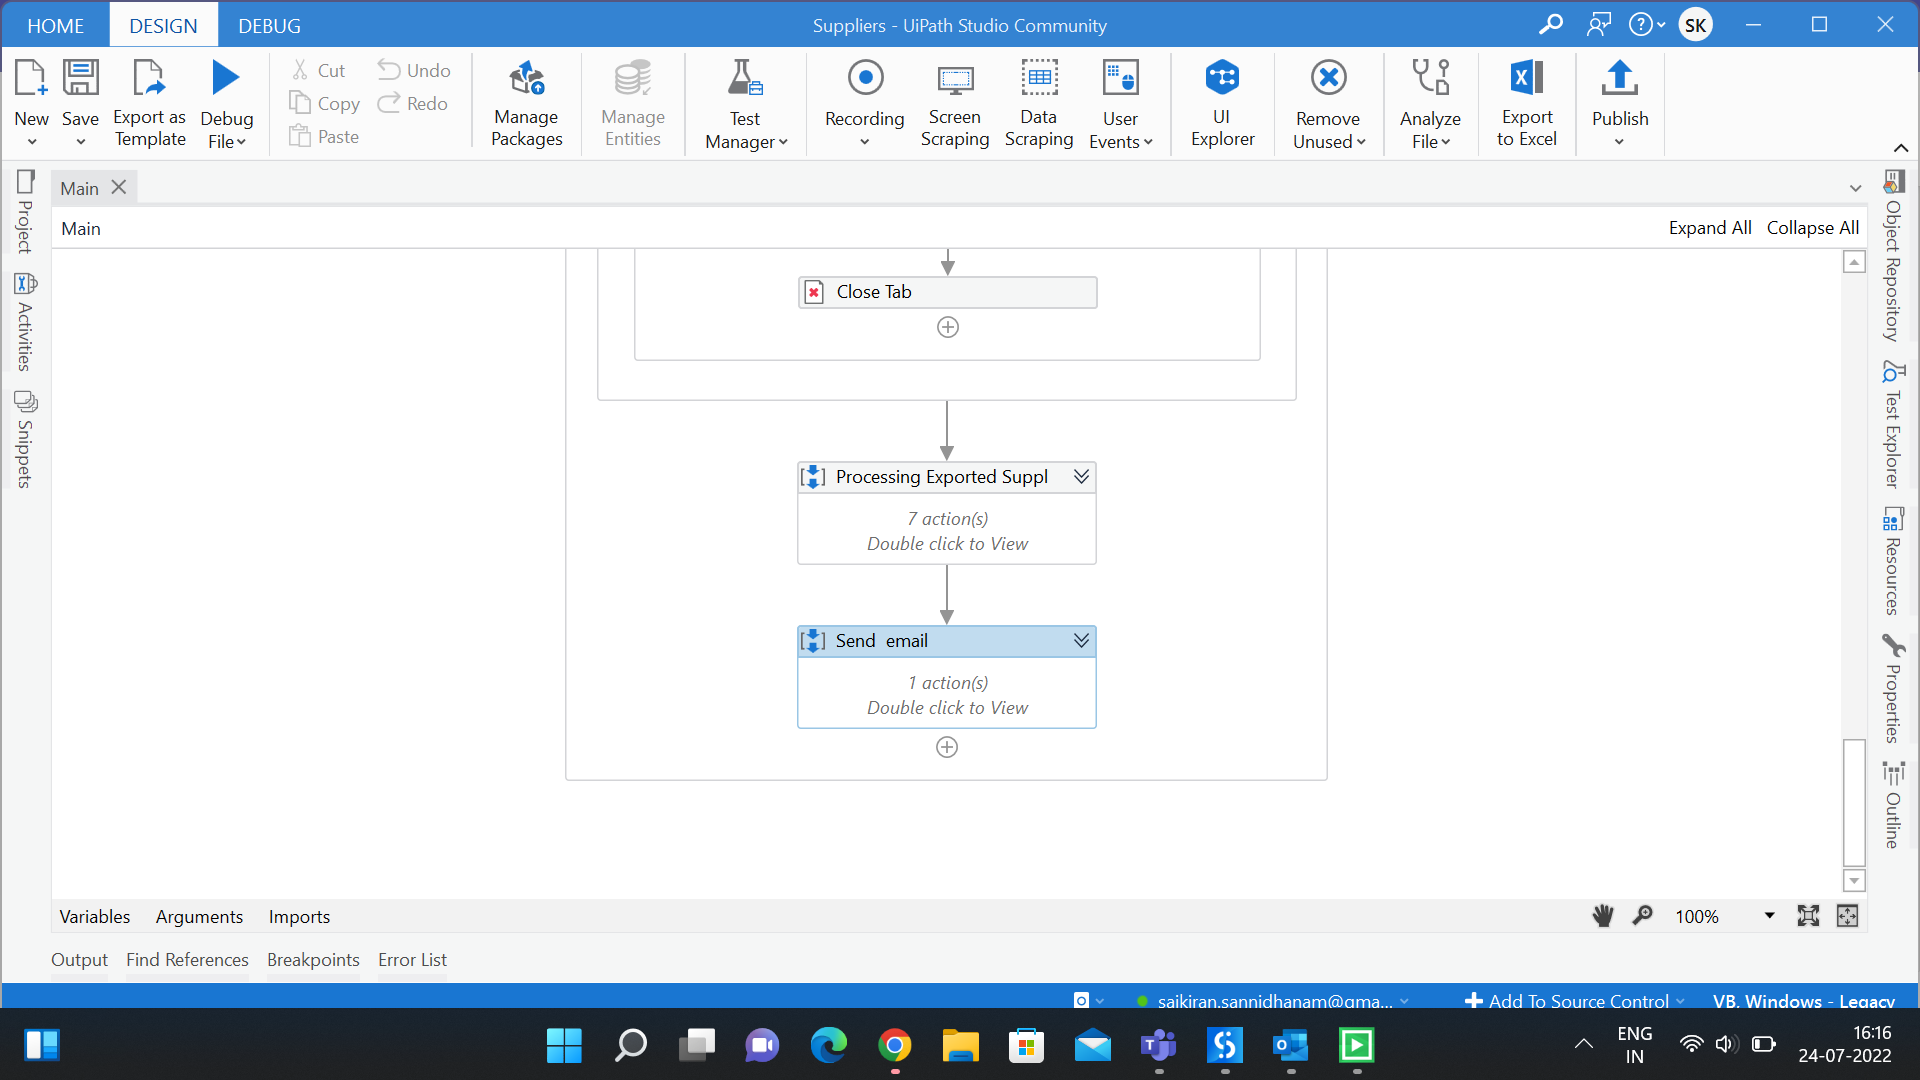 HOME DESIGN DEBUG
Suppliers - UiPath Studio Community
SK
New
Save
Export as
Template
Debug
File
Cut
Copy
Paste
Undo
Redo
Manage
Packages
Manage
Entities
Test
Manager
Recording
Screen
Scraping
Data
Scraping
User
Events
UI
Explorer
Remove
Unused
Analyze
File
Export
to Excel
Publish
Main
Main
Expand All Collapse All
Project
Activities
Snippets
Close Tab
Processing Exported Suppl
7 action(s)
Double click to View
Send email
1 action(s)
Double click to View
Object Repository
Test Explorer
Resources
Properties
Outline
Variables Arguments Imports
100%
Output Find References Breakpoints Error List
saikiran.sannidhanam@gma...
Add To Source Control
VB, Windows - Legacy
ENG
IN
16:16
24-07-2022